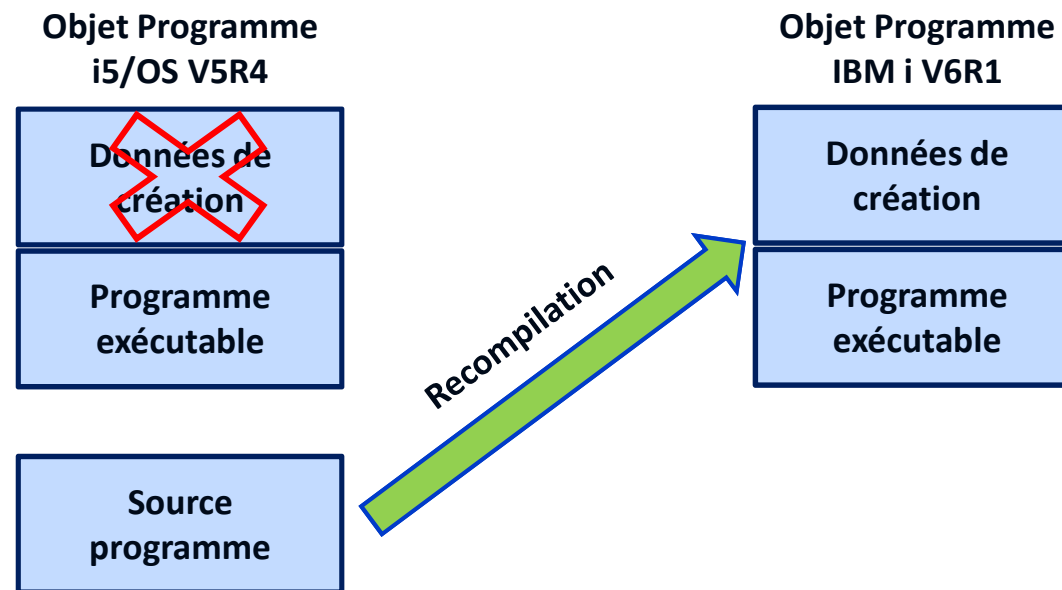 Objet Programme
i5/OS V5R4
Données de
création
Programme
exécutable
Source
programme
Recompilation
Objet Programme
IBM i V6R1
Données de
création
Programme
exécutable